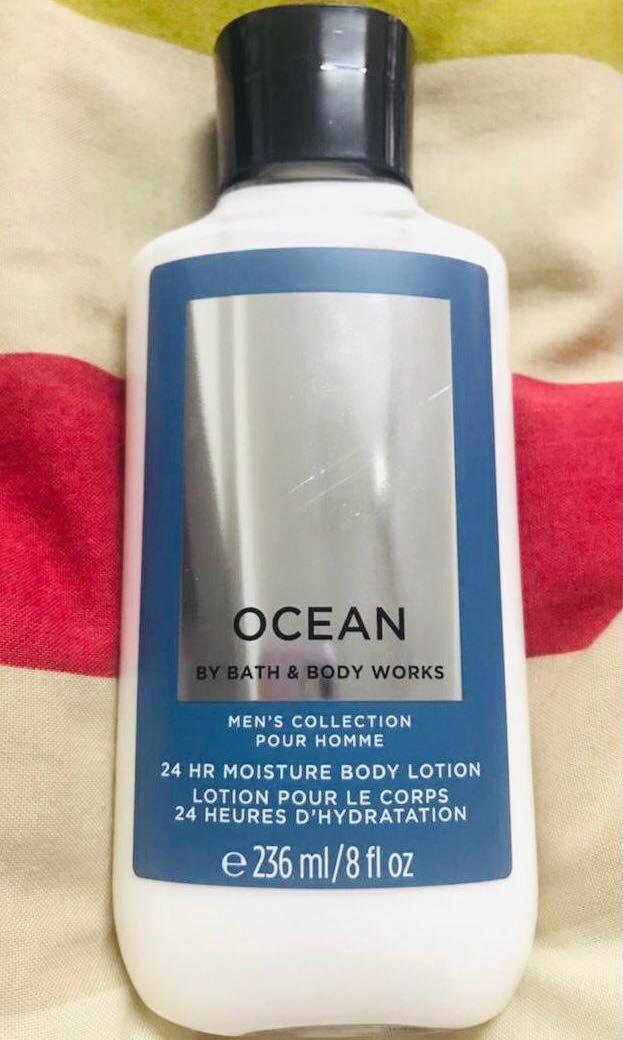 OCEAN
BY BATH & BODY WORKS
MEN'S COLLECTION
POUR HOMME
24 HR MOISTURE BODY LOTION
LOTION POUR LE CORPS
24 HEURES D'HYDRATATION
℮ 236 ml/8 fl oz